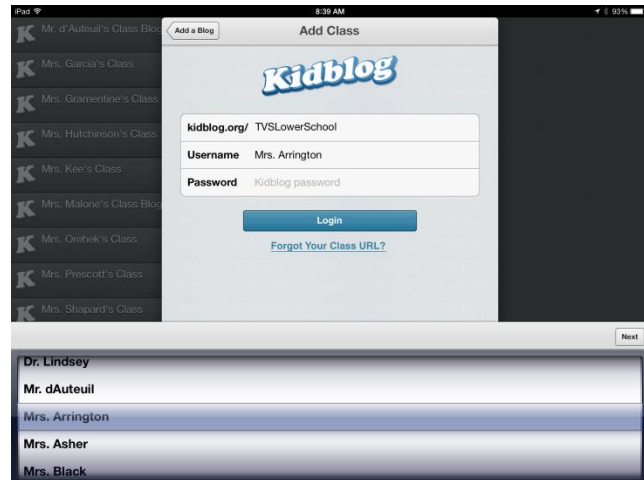 iPad 8:39 AM 93%
Mr. d'Auteuil's Class Blog
Mrs. Garcia's Class
Mrs. Gramentine's Class
Mrs. Hutchinson's Class
Mrs. Kee's Class
Mrs. Malone's Class Blog
Mrs. Orebek's Class
Mrs. Prescott's Class
Mrs. Shapard's Class
Add a Blog Add Class
Kidblog
kidblog.org/ TVSLowerSchool
Username Mrs. Arrington
Password Kidblog password
Login
Forgot Your Class URL?
Next
Dr. Lindsey
Mr. dAuteuil
Mrs. Arrington
Mrs. Asher
Mrs. Black